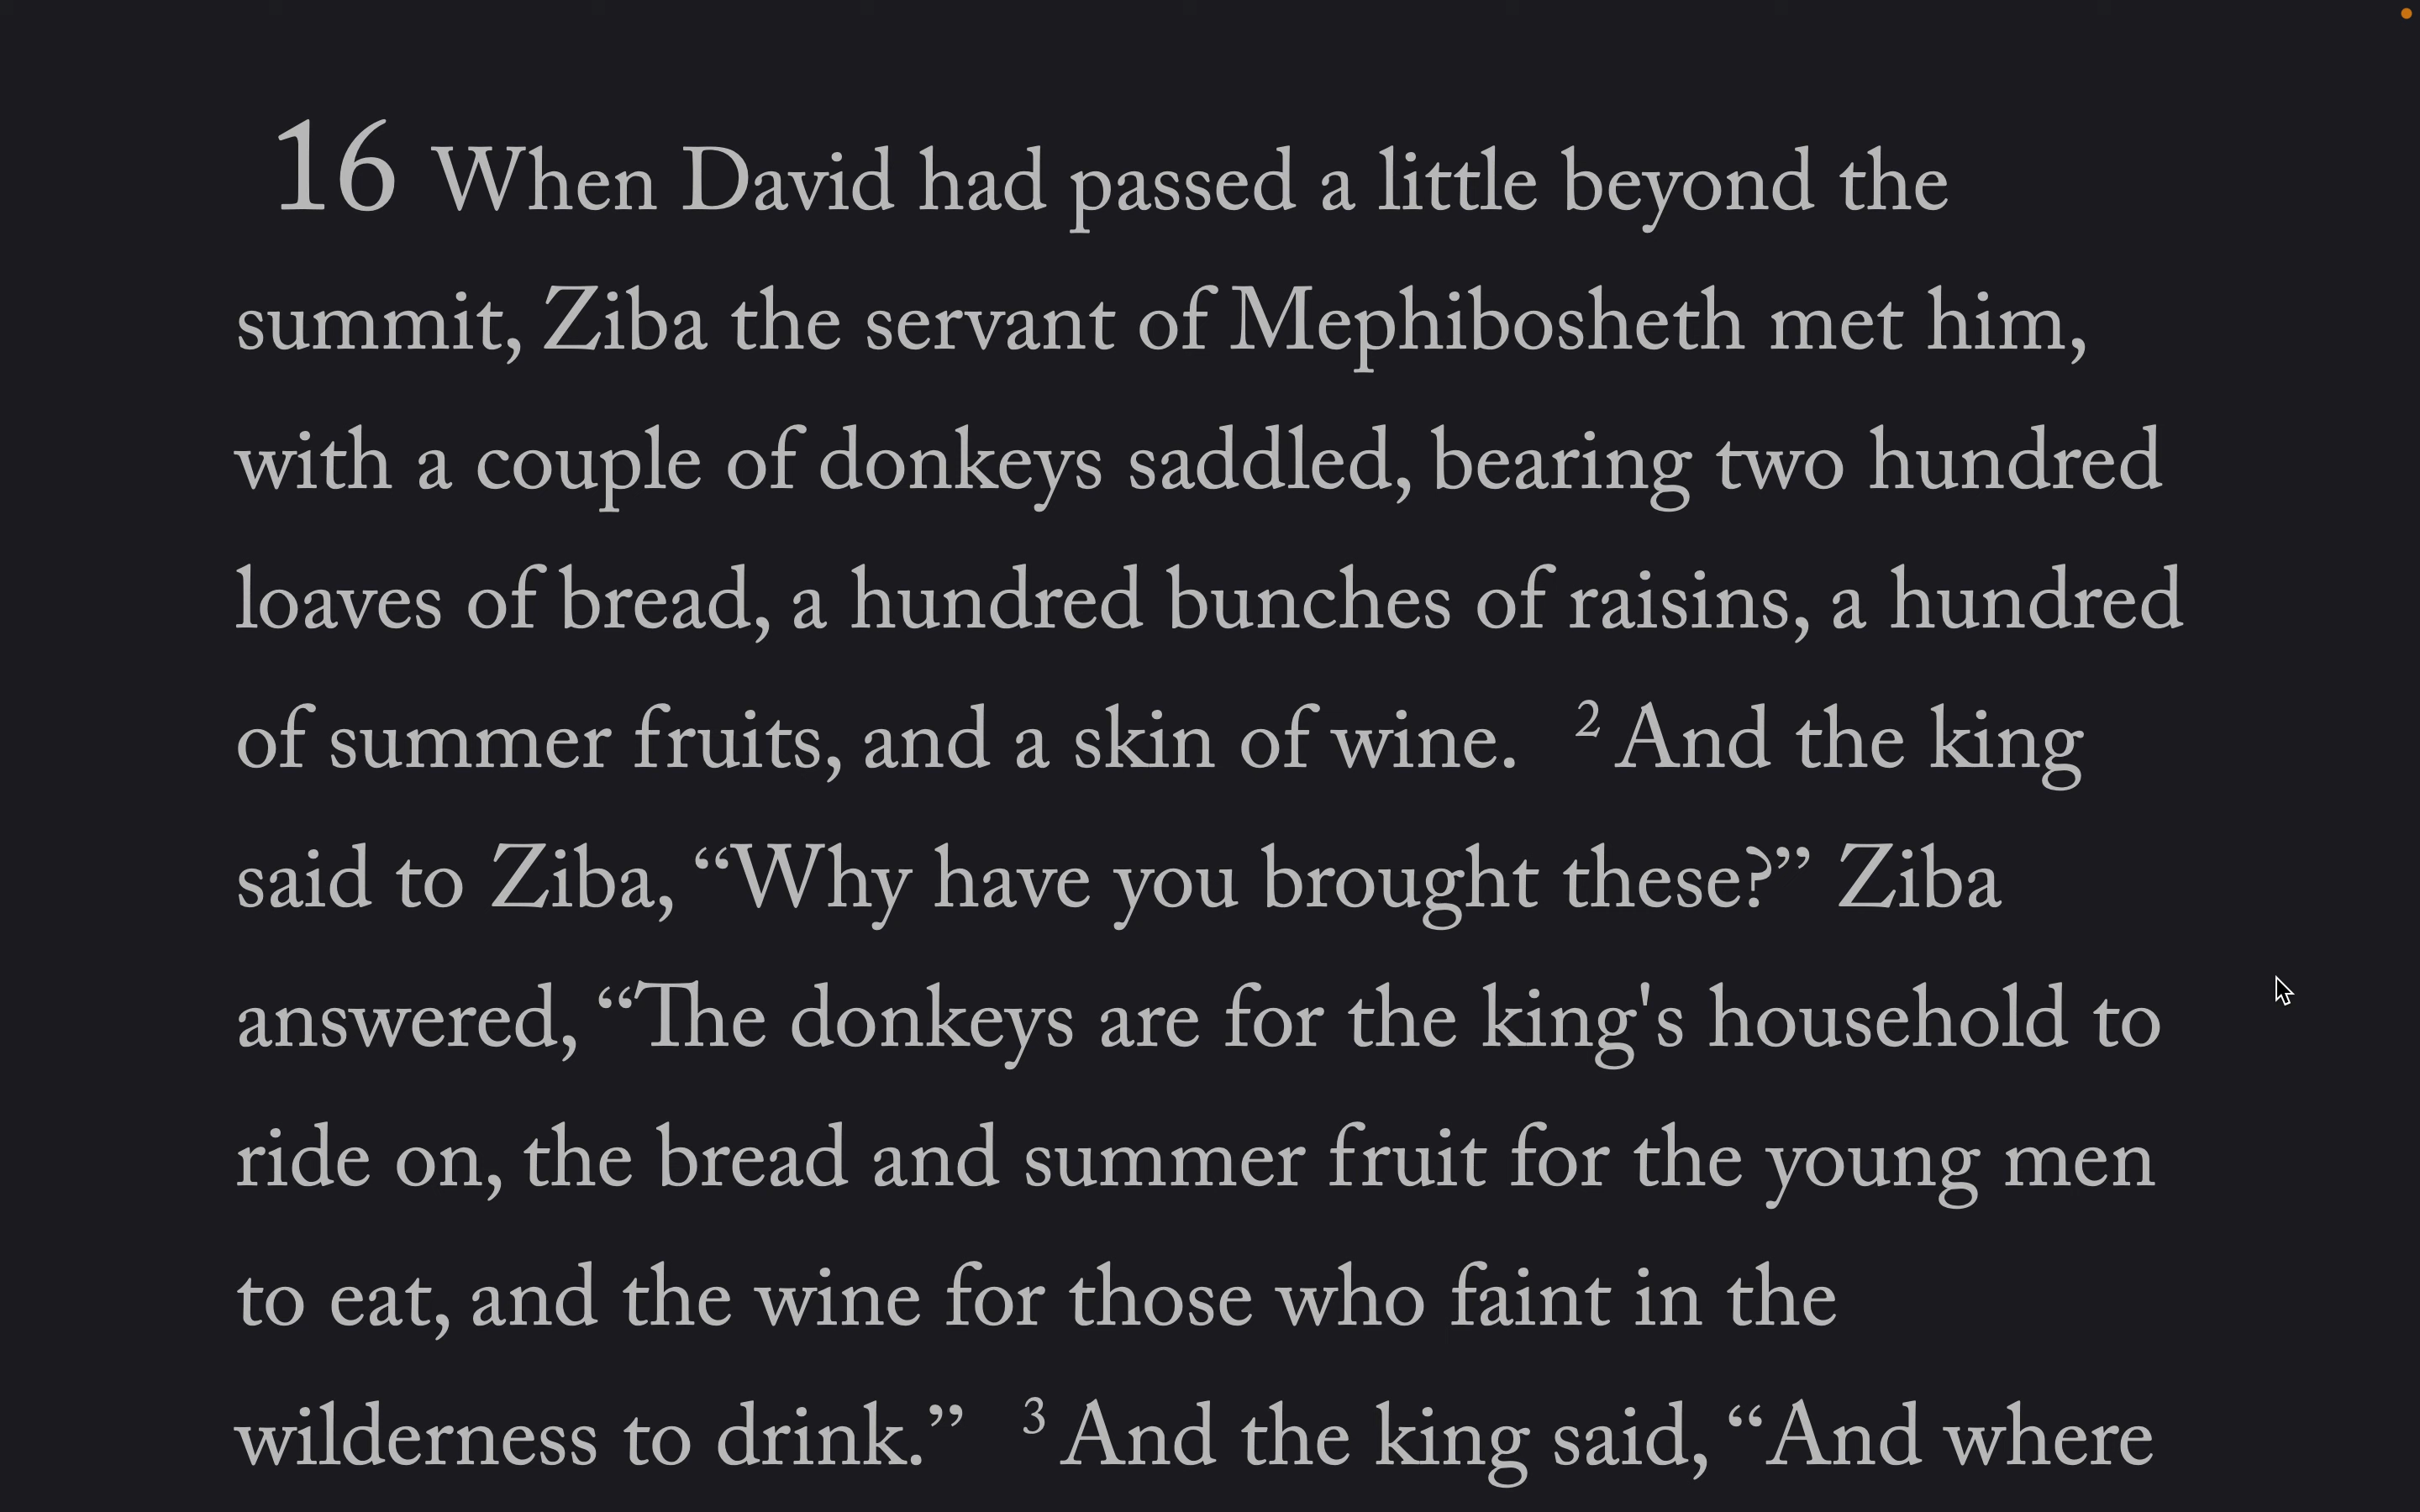 16 When David had passed a little beyond the
summit, Ziba the servant of Mephibosheth met him,
with a couple of donkeys saddled, bearing two hundred
loaves of bread, a hundred bunches of raisins, a hundred
of summer fruits, and a skin of wine. 2 And the king
said to Ziba, “Why have you brought these?” Ziba
answered, “The donkeys are for the king's household to
ride on, the bread and summer fruit for the young men
to eat, and the wine for those who faint in the
wilderness to drink.” 3 And the king said, “And where